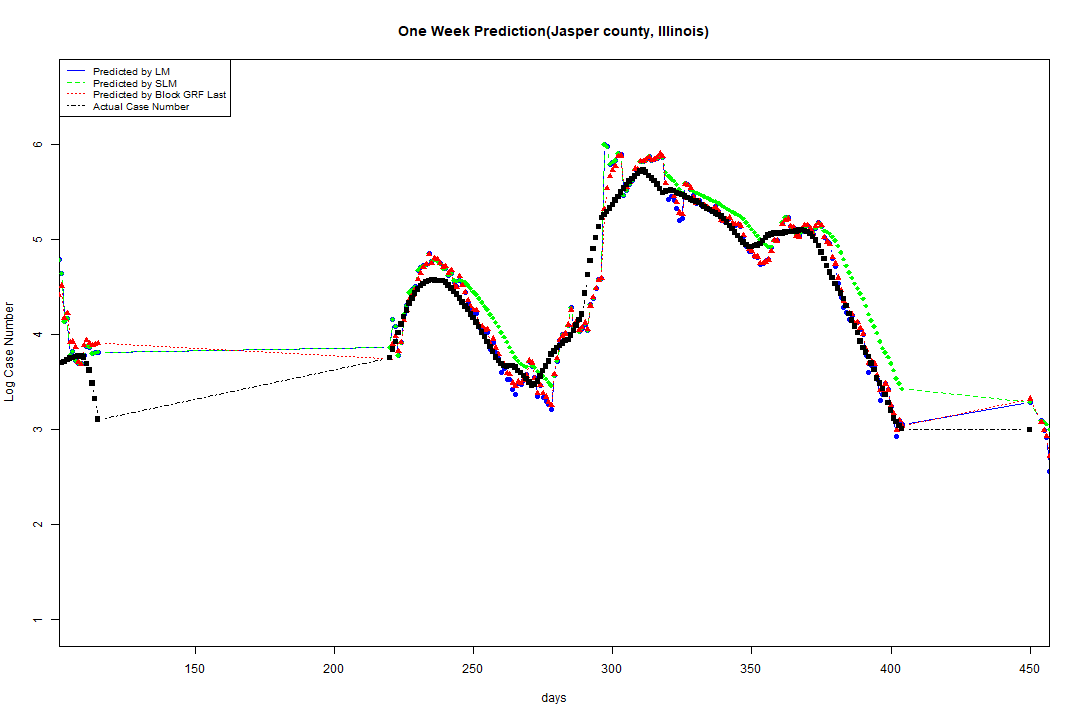 One Week Prediction(Jasper county, Illinois)
Predicted by LM
Predicted by SLM
Predicted by Block GRF Last
Actual Case Number
6
5
4
3
2
1
Log Case Number
150 200 250 300 350 400 450
days